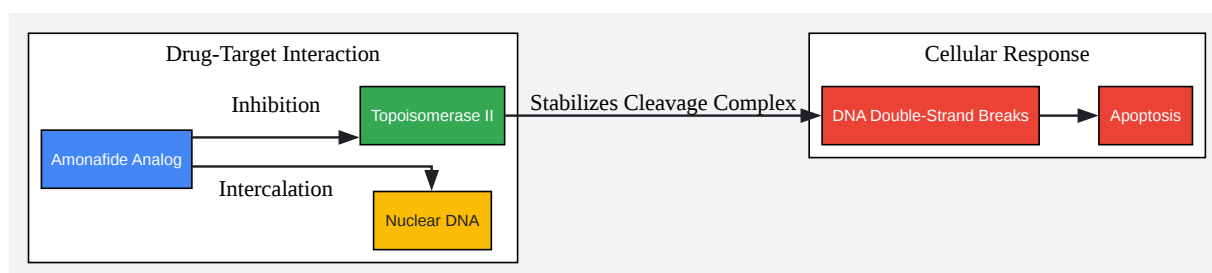 Drug-Target Interaction
Inhibition
Topoisomerase II
Amonafide Analog
Intercalation
Nuclear DNA
Stabilizes Cleavage Complex
Cellular Response
DNA Double-Strand Breaks
Apoptosis